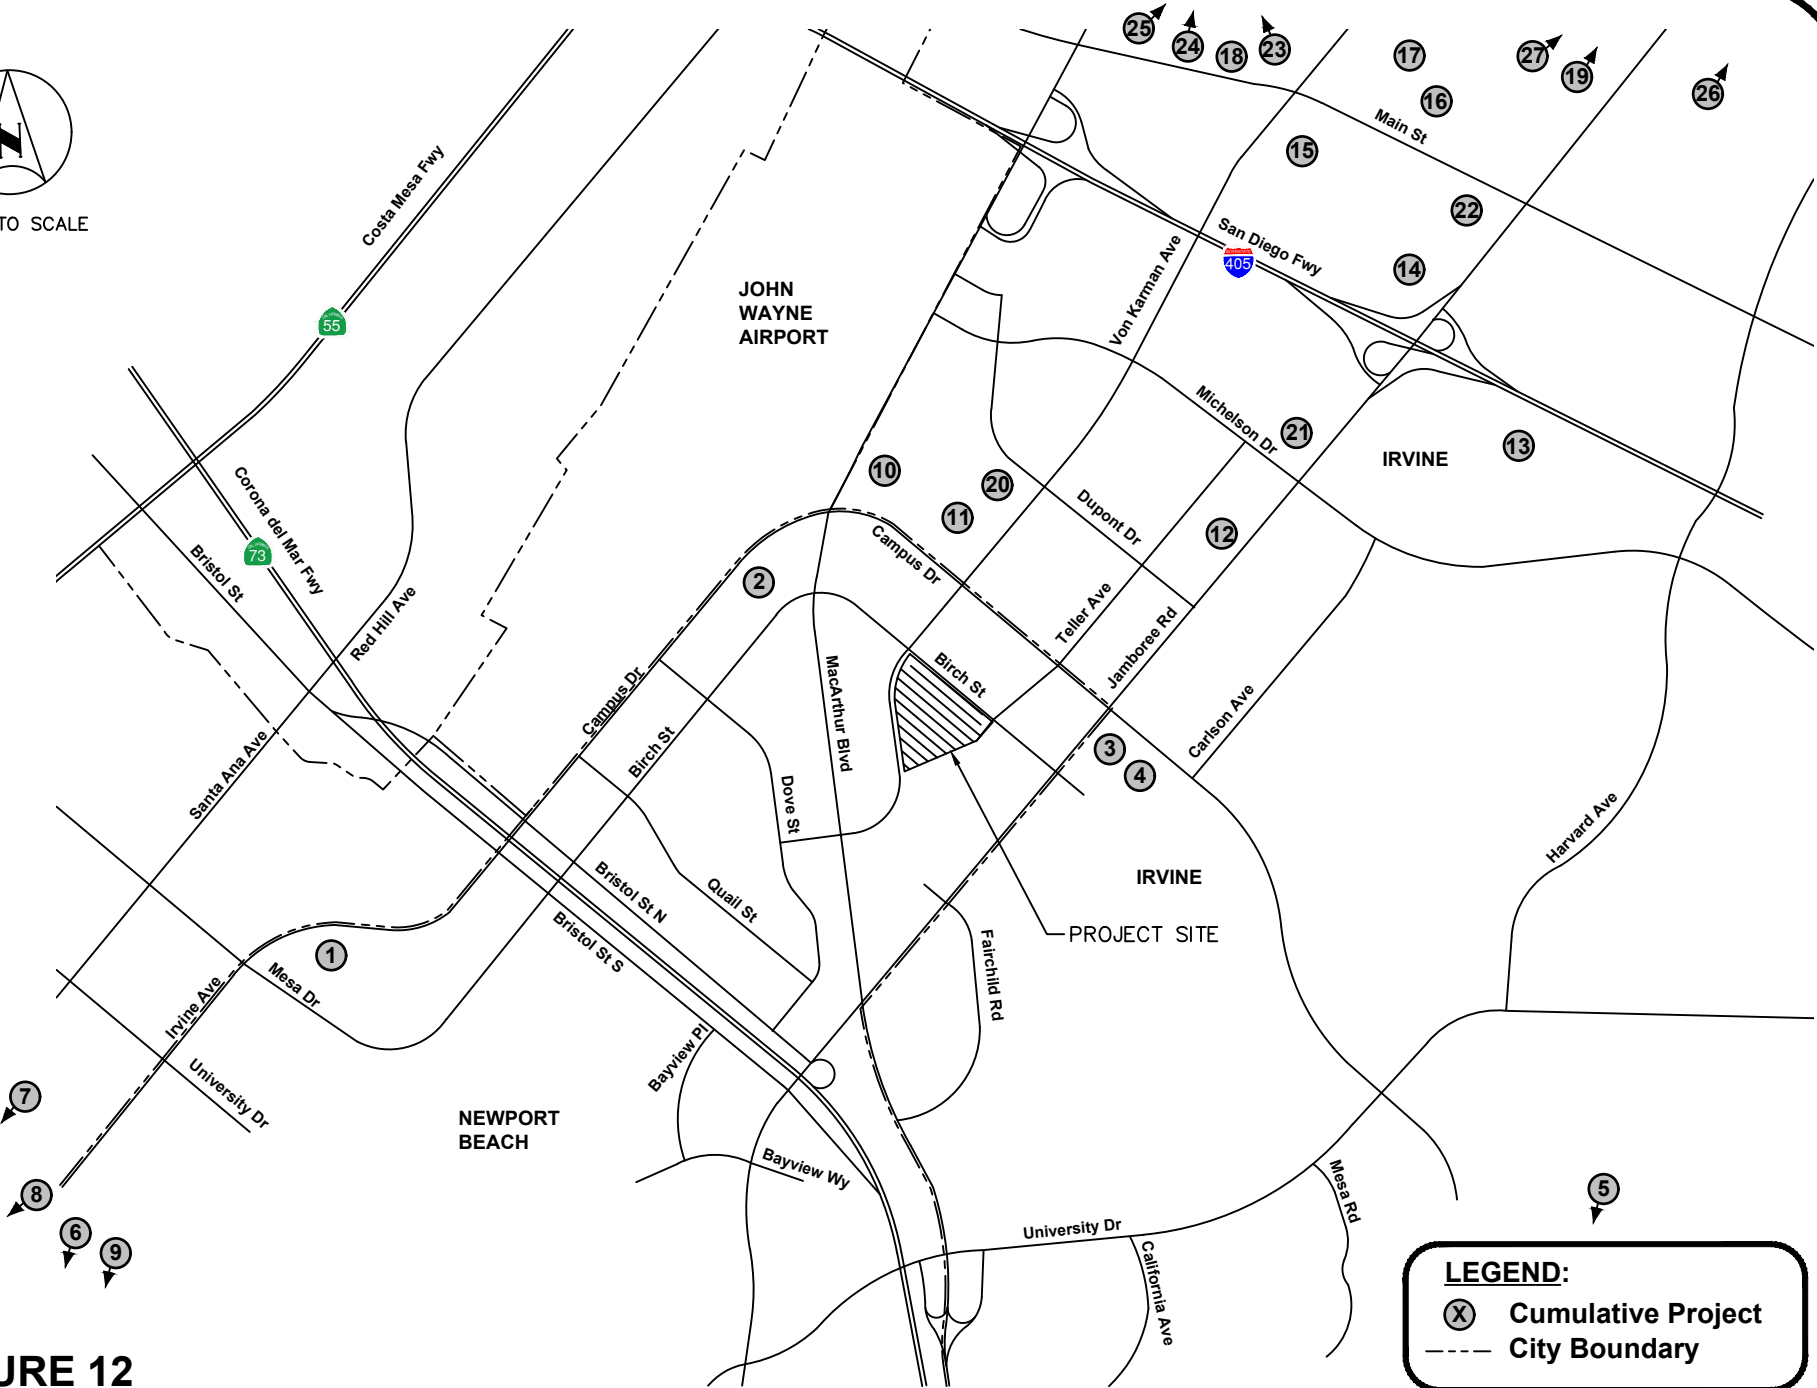 25
24
18
23
17
27
19
26
16
Main St
15
22
TO SCALE
Costa Mesa Fwy
San Diego Fwy
405
14
Von Karman Ave
JOHN
WAYNE
AIRPORT
55
Michelson Dr
21
IRVINE
13
10
20
11
Dupont Dr
12
Corona del Mar Fwy
73
Bristol St
Campus Dr
2
Red Hill Ave
Teller Ave
Jamboree Rd
Birch St
MacArthur Blvd
Campus Dr
Birch St
Carlson Ave
3
4
Santa Ana Ave
Dove St
Harvard Ave
IRVINE
Bristol St N
Quail St
Bristol St S
PROJECT SITE
1
Mesa Dr
Irvine Ave
Fairchild Rd
Bayview Pl
University Dr
7
NEWPORT
BEACH
Bayview Wy
8
6
9
Mesa Rd
5
University Dr
California Ave
LEGEND:
X Cumulative Project
City Boundary
URE 12